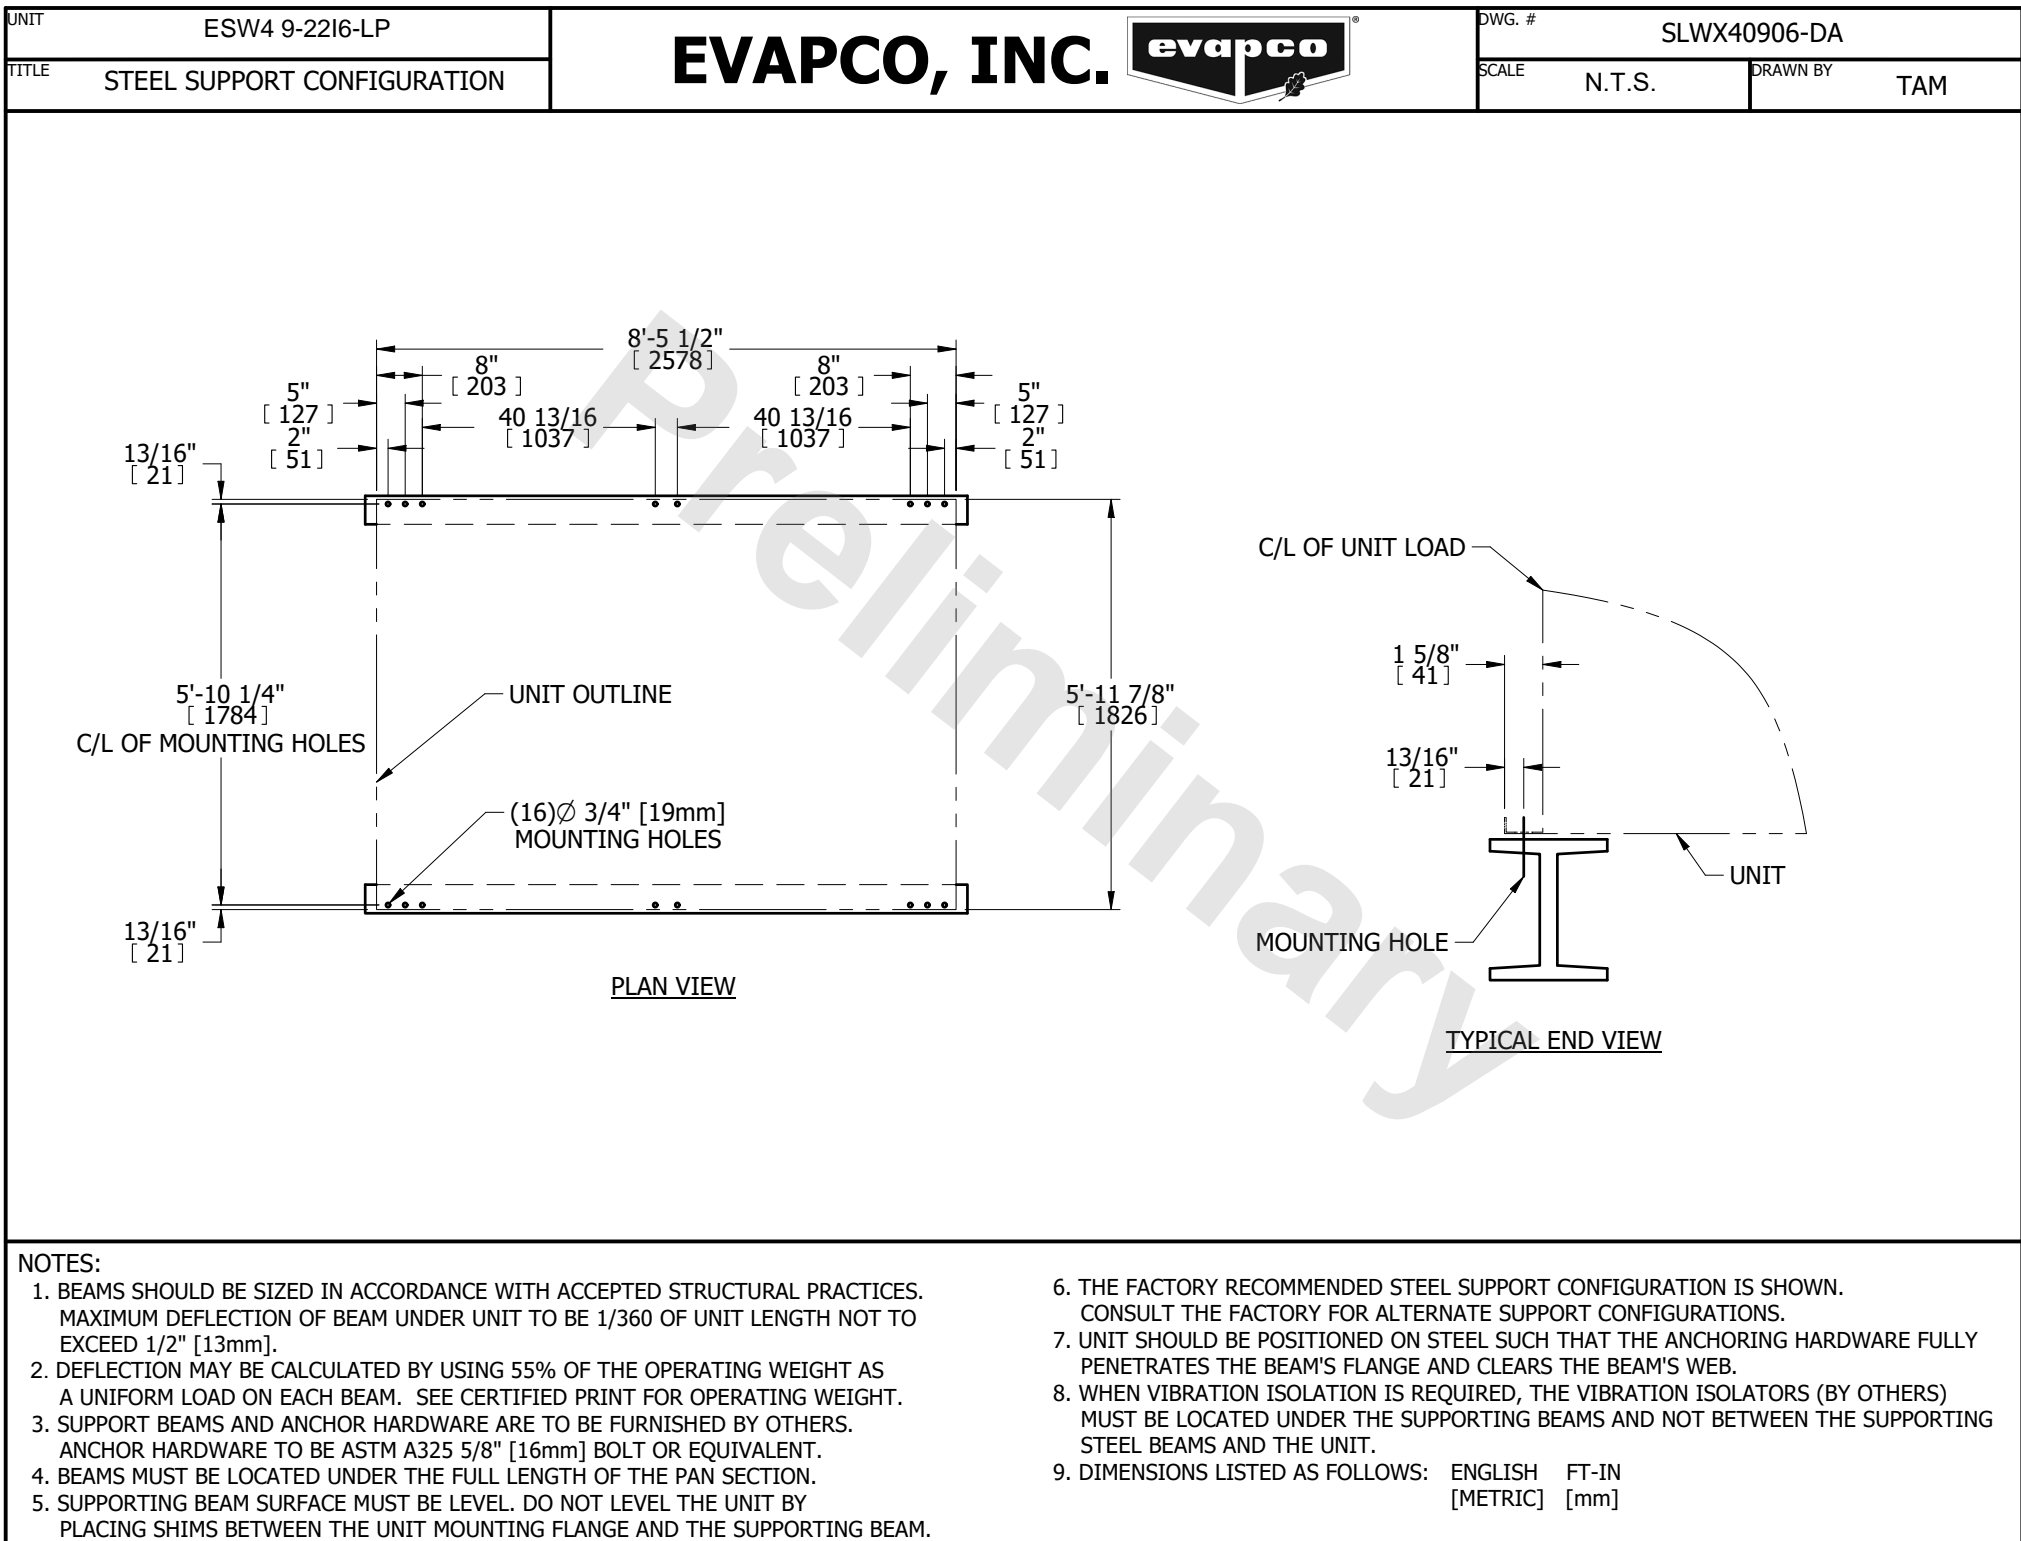 UNIT
ESW4 9-22I6-LP
TITLE
STEEL SUPPORT CONFIGURATION
EVAPCO, INC.
evapco
®
DWG. #
SLWX40906-DA
SCALE
N.T.S.
DRAWN BY
TAM
8'-5 1/2"
[ 2578 ]
8"
[ 203 ]
8"
[ 203 ]
5"
[ 127 ]
5"
[ 127 ]
40 13/16
[ 1037 ]
40 13/16
[ 1037 ]
2"
[ 51 ]
2"
[ 51 ]
13/16"
[ 21 ]
5'-10 1/4"
[ 1784 ]
C/L OF MOUNTING HOLES
UNIT OUTLINE
5'-11 7/8"
[ 1826 ]
(16)Ø 3/4" [19mm]
MOUNTING HOLES
13/16"
[ 21 ]
PLAN VIEW
C/L OF UNIT LOAD
1 5/8"
[ 41 ]
13/16"
[ 21 ]
UNIT
MOUNTING HOLE
TYPICAL END VIEW
Preliminary
NOTES:
1. BEAMS SHOULD BE SIZED IN ACCORDANCE WITH ACCEPTED STRUCTURAL PRACTICES.
MAXIMUM DEFLECTION OF BEAM UNDER UNIT TO BE 1/360 OF UNIT LENGTH NOT TO
EXCEED 1/2" [13mm].
2. DEFLECTION MAY BE CALCULATED BY USING 55% OF THE OPERATING WEIGHT AS
A UNIFORM LOAD ON EACH BEAM. SEE CERTIFIED PRINT FOR OPERATING WEIGHT.
3. SUPPORT BEAMS AND ANCHOR HARDWARE ARE TO BE FURNISHED BY OTHERS.
ANCHOR HARDWARE TO BE ASTM A325 5/8" [16mm] BOLT OR EQUIVALENT.
4. BEAMS MUST BE LOCATED UNDER THE FULL LENGTH OF THE PAN SECTION.
5. SUPPORTING BEAM SURFACE MUST BE LEVEL. DO NOT LEVEL THE UNIT BY
PLACING SHIMS BETWEEN THE UNIT MOUNTING FLANGE AND THE SUPPORTING BEAM.
6. THE FACTORY RECOMMENDED STEEL SUPPORT CONFIGURATION IS SHOWN.
CONSULT THE FACTORY FOR ALTERNATE SUPPORT CONFIGURATIONS.
7. UNIT SHOULD BE POSITIONED ON STEEL SUCH THAT THE ANCHORING HARDWARE FULLY
PENETRATES THE BEAM'S FLANGE AND CLEARS THE BEAM'S WEB.
8. WHEN VIBRATION ISOLATION IS REQUIRED, THE VIBRATION ISOLATORS (BY OTHERS)
MUST BE LOCATED UNDER THE SUPPORTING BEAMS AND NOT BETWEEN THE SUPPORTING
STEEL BEAMS AND THE UNIT.
9. DIMENSIONS LISTED AS FOLLOWS: ENGLISH FT-IN
[METRIC] [mm]